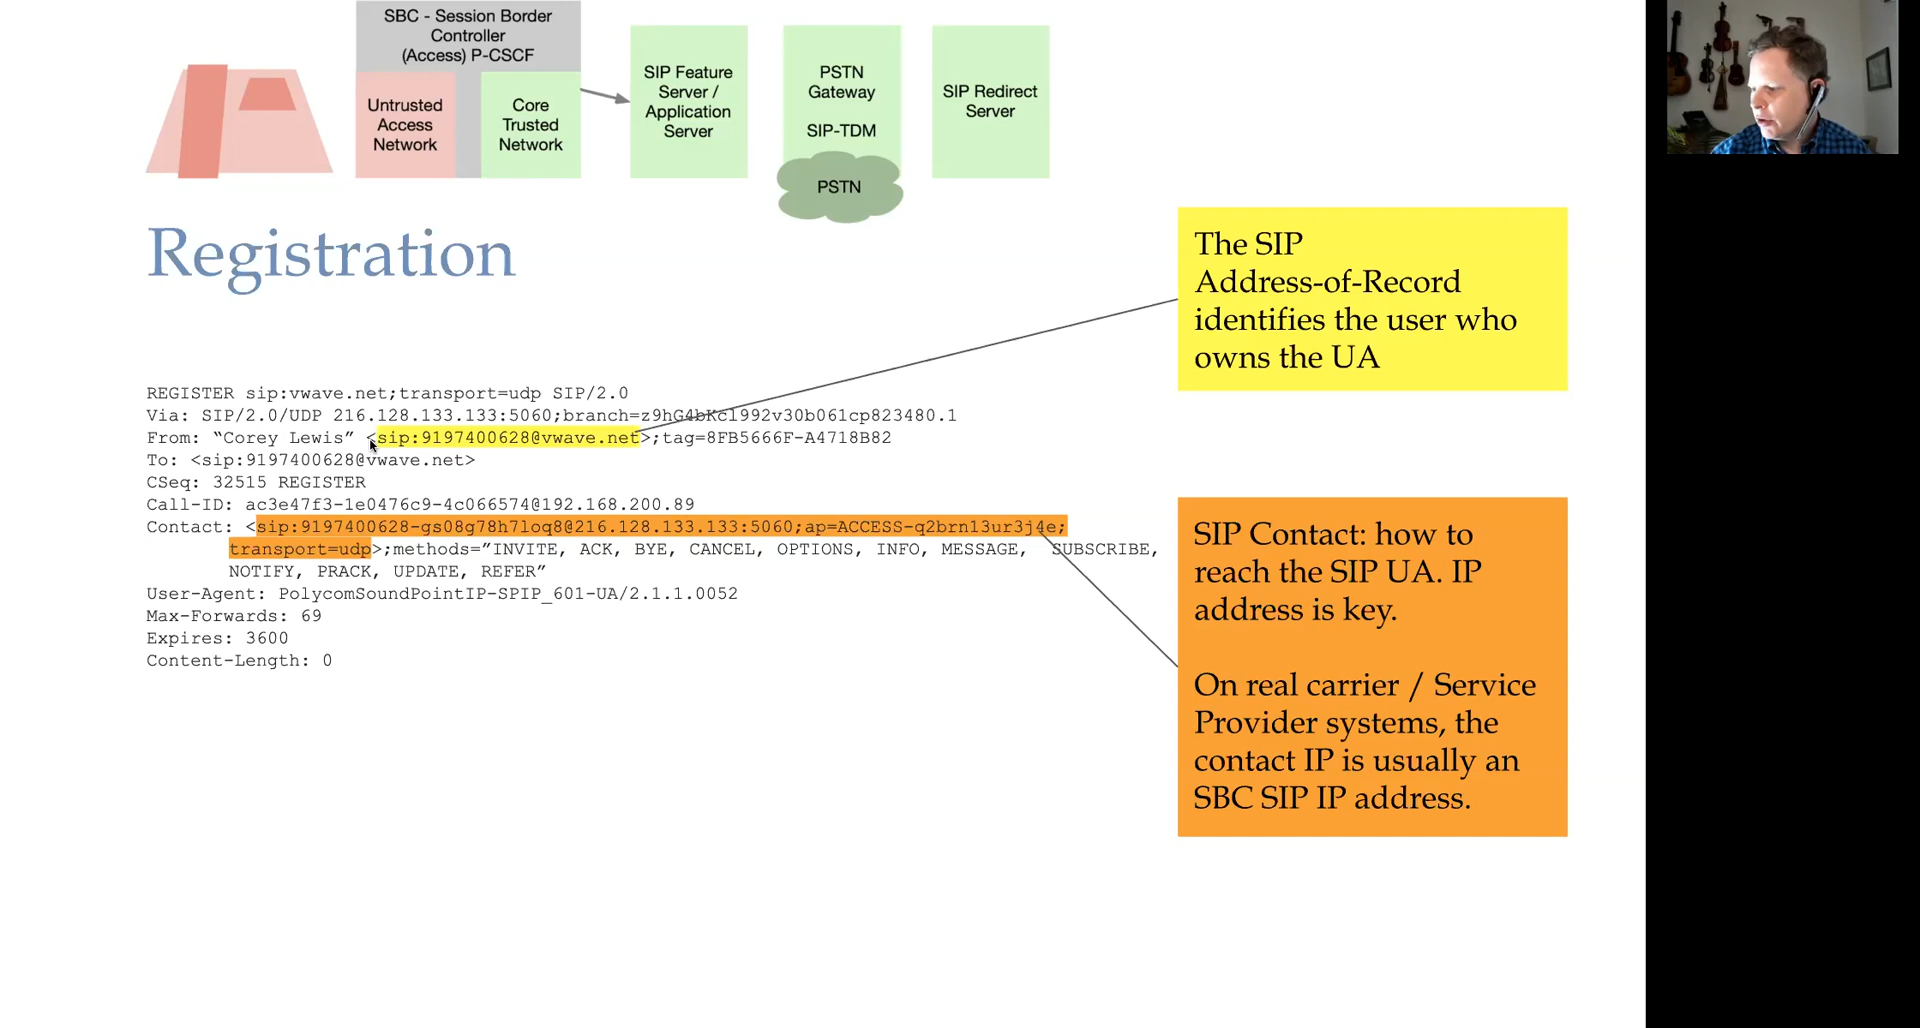 SBC - Session Border
Controller
(Access) P-CSCF
Untrusted
Access
Network
Core
Trusted
Network
SIP Feature
Server /
Application
Server
PSTN
Gateway
SIP-TDM
PSTN
SIP Redirect
Server
Registration
The SIP
Address-of-Record
identifies the user who
owns the UA
REGISTER sip:vwave.net;transport=udp SIP/2.0
Via: SIP/2.0/UDP 216.128.133.133:5060;branch=z9hG4bKcl992v30b061cp823480.1
From: “Corey Lewis” <sip:9197400628@vwave.net>;tag=8FB5666F-A4718B82
To: <sip:9197400628@vwave.net>
CSeq: 32515 REGISTER
Call-ID: ac3e47f3-1e0476c9-4c066574@192.168.200.89
Contact: <sip:9197400628-gs08g78h71oq8@216.128.133.133:5060;ap=ACCESS-q2brn13ur3j4e;
transport=udp>;methods=”INVITE, ACK, BYE, CANCEL, OPTIONS, INFO, MESSAGE, SUBSCRIBE,
NOTIFY, PRACK, UPDATE, REFER”
User-Agent: PolycomSoundPointIP-SPIP_601-UA/2.1.1.0052
Max-Forwards: 69
Expires: 3600
Content-Length: 0
SIP Contact: how to
reach the SIP UA. IP
address is key.
On real carrier / Service
Provider systems, the
contact IP is usually an
SBC SIP IP address.